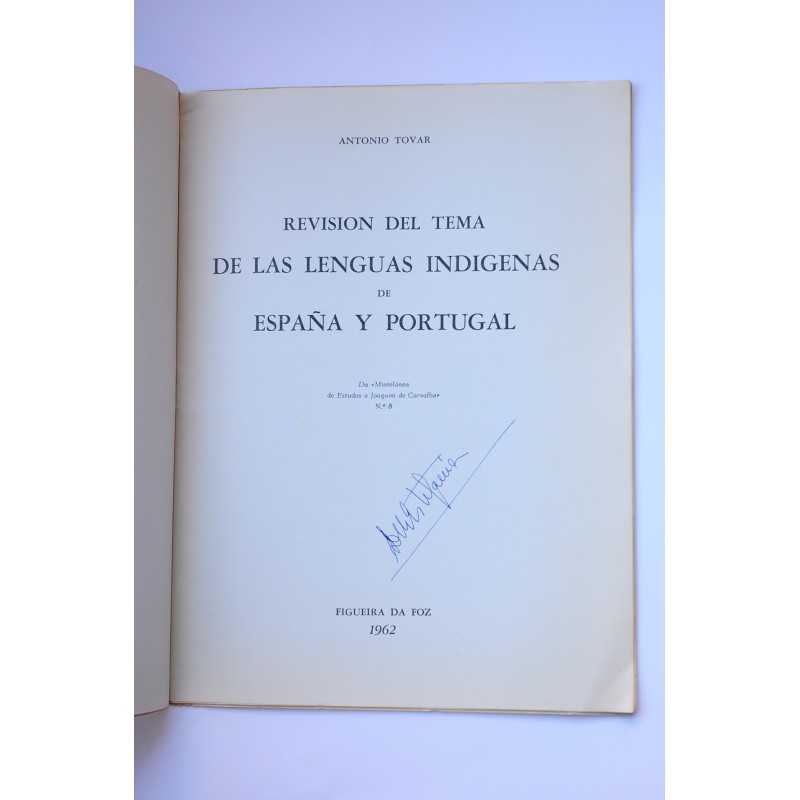 ANTONIO TOVAR
REVISION DEL TEMA
DE LAS LENGUAS INDIGENAS
DE
ESPAÑA Y PORTUGAL
Da «Miscelânea
de Estudos a Joaquim de Carvalho»
N.º 8
FIGUEIRA DA FOZ
1962